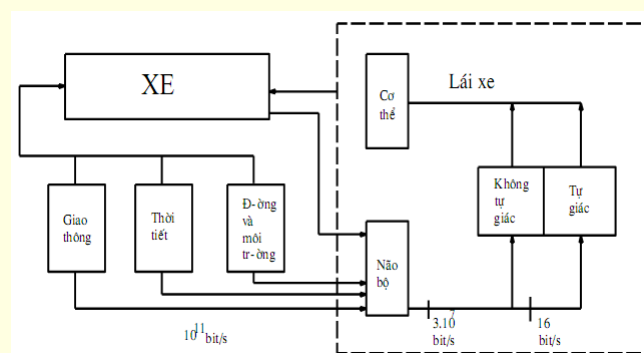 XE
Cơ
thể
Lái xe
Giao
thông
Thời
tiết
Đ-ờng
và
môi
tr-ờng
Không
tự
giác
Tự
giác
Não
bộ
10^11 bit/s
3.10^7
bit/s
16
bit/s